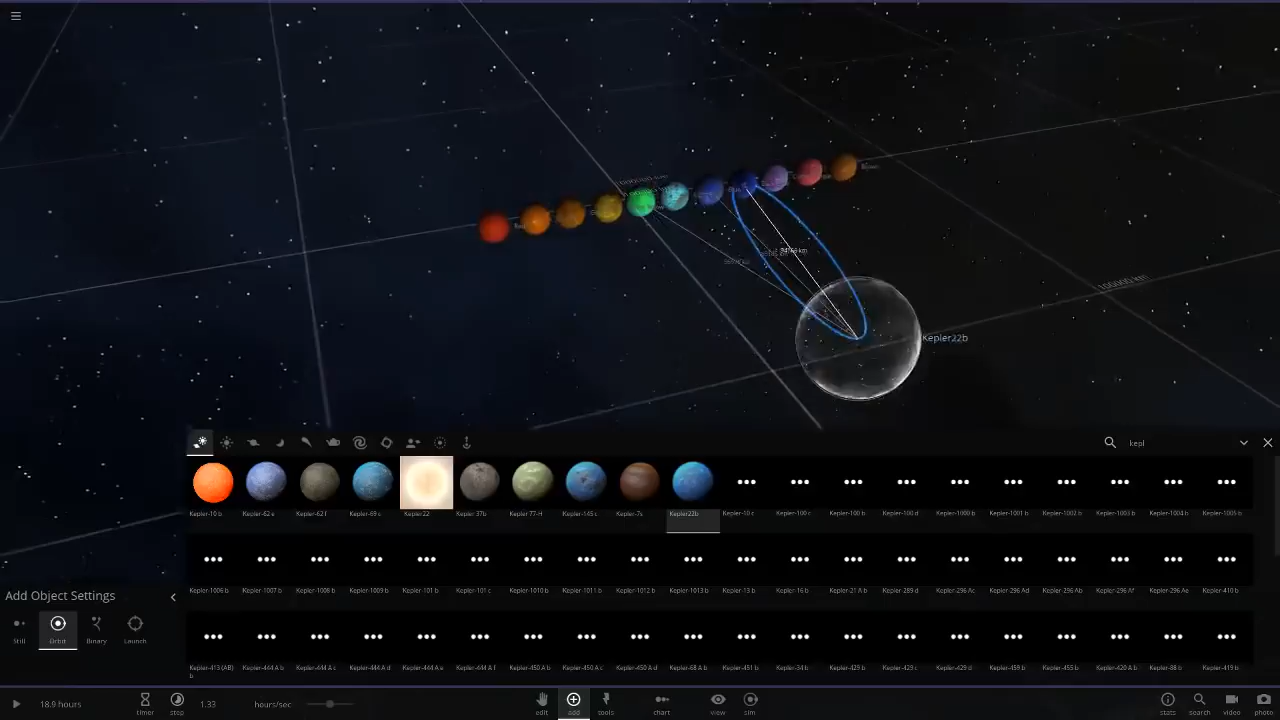 Kepler22b
100000 km
kepl
Kepler-10 b Kepler-62 e Kepler-62 f Kepler-69 c Kepler22 Kepler 37b Kepler 77-H Kepler-145 c Kepler-7s Kepler22b Kepler-10 c Kepler-100 c Kepler-100 b Kepler-100 d Kepler-1000 b Kepler-1001 b Kepler-1002 b Kepler-1003 b Kepler-1004 b Kepler-1005 b
Kepler-1006 b Kepler-1007 b Kepler-1008 b Kepler-1009 b Kepler-101 b Kepler-101 c Kepler-1010 b Kepler-1011 b Kepler-1012 b Kepler-1013 b Kepler-13 b Kepler-16 b Kepler-21 A b Kepler-289 d Kepler-296 Ac Kepler-296 Ad Kepler-296 Ab Kepler-296 Af Kepler-296 Ae Kepler-410 b
Add Object Settings
Still Orbit Binary Launch
Kepler-413 (AB) b Kepler-444 A b Kepler-444 A c Kepler-444 A d Kepler-444 A e Kepler-444 A f Kepler-450 A b Kepler-450 A c Kepler-450 A d Kepler-68 A b Kepler-451 b Kepler-34 b Kepler-429 b Kepler-429 c Kepler-429 d Kepler-459 b Kepler-455 b Kepler-420 A b Kepler-88 b Kepler-419 b
18.9 hours timer step 1.33 hours/sec edit add tools chart view sim stats search video photo